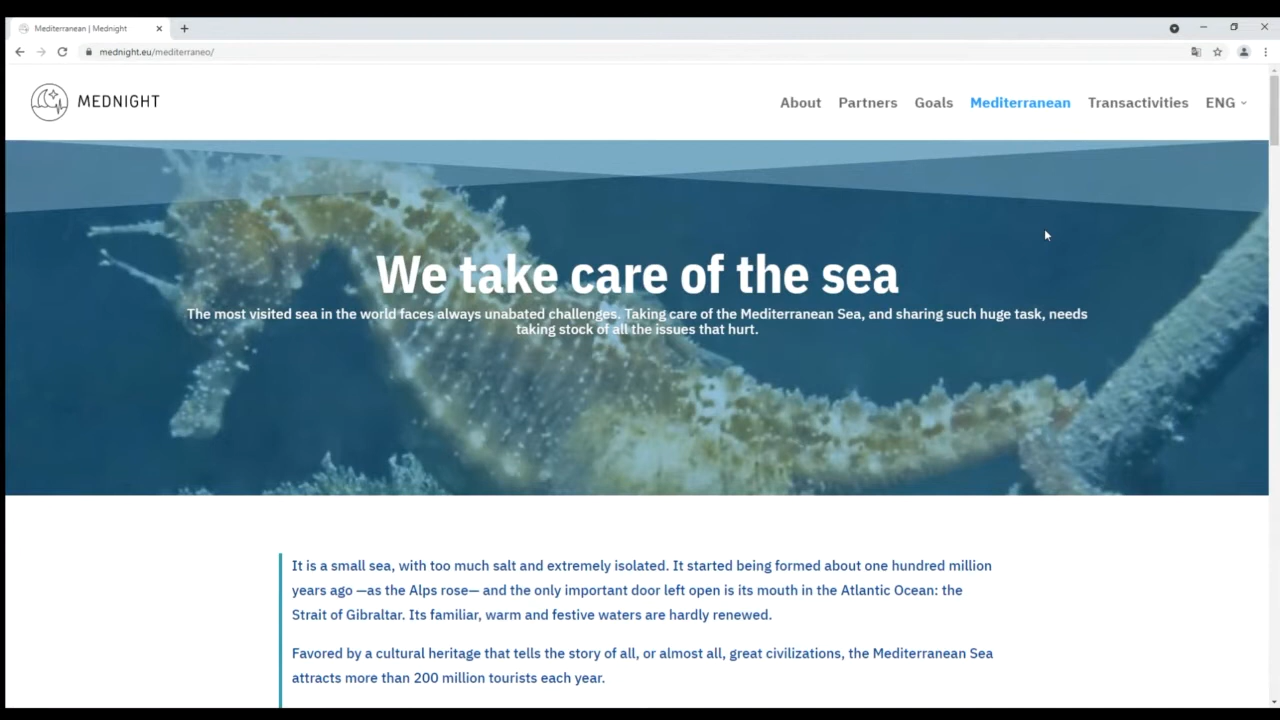 Mediterranean | Mednight
mednight.eu/mediterraneo/
MEDNIGHT
About Partners Goals Mediterranean Transactivities ENG
We take care of the sea
The most visited sea in the world faces always unabated challenges. Taking care of the Mediterranean Sea, and sharing such huge task, needs
taking stock of all the issues that hurt.
It is a small sea, with too much salt and extremely isolated. It started being formed about one hundred million
years ago —as the Alps rose— and the only important door left open is its mouth in the Atlantic Ocean: the
Strait of Gibraltar. Its familiar, warm and festive waters are hardly renewed.
Favored by a cultural heritage that tells the story of all, or almost all, great civilizations, the Mediterranean Sea
attracts more than 200 million tourists each year.